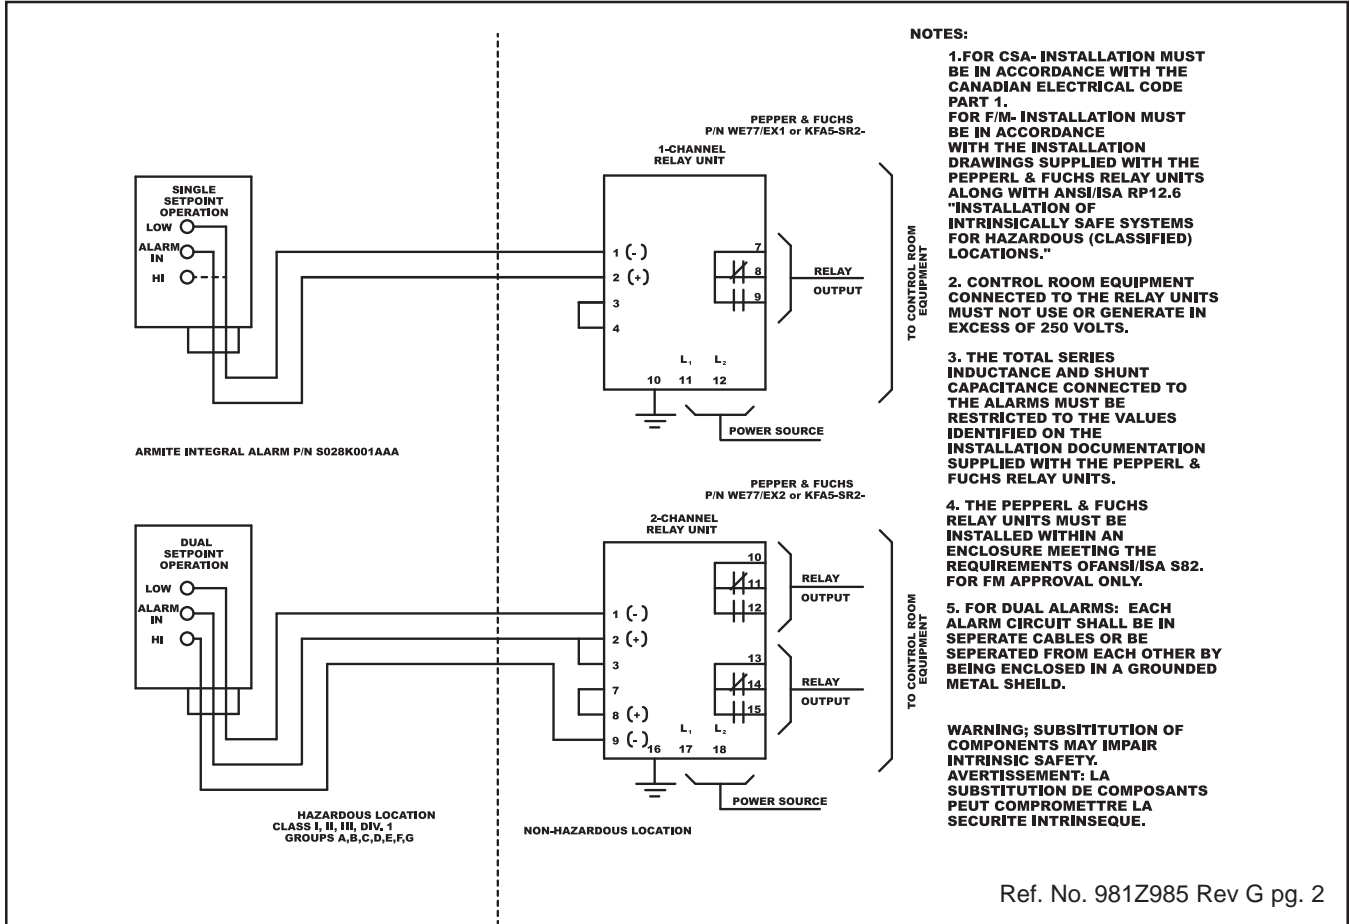 NOTES:
1.FOR CSA- INSTALLATION MUST
BE IN ACCORDANCE WITH THE
CANADIAN ELECTRICAL CODE
PART 1.
FOR F/M- INSTALLATION MUST
BE IN ACCORDANCE
WITH THE INSTALLATION
DRAWINGS SUPPLIED WITH THE
PEPPERL & FUCHS RELAY UNITS
ALONG WITH ANSI/ISA RP12.6
"INSTALLATION OF
INTRINSICALLY SAFE SYSTEMS
FOR HAZARDOUS (CLASSIFIED)
LOCATIONS."
2. CONTROL ROOM EQUIPMENT
CONNECTED TO THE RELAY UNITS
MUST NOT USE OR GENERATE IN
EXCESS OF 250 VOLTS.
3. THE TOTAL SERIES
INDUCTANCE AND SHUNT
CAPACITANCE CONNECTED TO
THE ALARMS MUST BE
RESTRICTED TO THE VALUES
IDENTIFIED ON THE
INSTALLATION DOCUMENTATION
SUPPLIED WITH THE PEPPERL &
FUCHS RELAY UNITS.
4. THE PEPPERL & FUCHS
RELAY UNITS MUST BE
INSTALLED WITHIN AN
ENCLOSURE MEETING THE
REQUIREMENTS OFANSI/ISA S82.
FOR FM APPROVAL ONLY.
5. FOR DUAL ALARMS: EACH
ALARM CIRCUIT SHALL BE IN
SEPERATE CABLES OR BE
SEPERATED FROM EACH OTHER BY
BEING ENCLOSED IN A GROUNDED
METAL SHEILD.
WARNING; SUBSITITUTION OF
COMPONENTS MAY IMPAIR
INTRINSIC SAFETY.
AVERTISSEMENT: LA
SUBSTITUTION DE COMPOSANTS
PEUT COMPROMETTRE LA
SECURITE INTRINSEQUE.
PEPPER & FUCHS
P/N WE77/EX1 or KFA5-SR2-
1-CHANNEL
RELAY UNIT
SINGLE
SETPOINT
OPERATION
LOW
ALARM
IN
HI
1 (-)
2 (+)
3
4
7
8
9
RELAY
OUTPUT
TO CONTROL ROOM
EQUIPMENT
L1 L2
10 11 12
POWER SOURCE
ARMITE INTEGRAL ALARM P/N S028K001AAA
PEPPER & FUCHS
P/N WE77/EX2 or KFA5-SR2-
2-CHANNEL
RELAY UNIT
DUAL
SETPOINT
OPERATION
LOW
ALARM
IN
HI
1 (-)
2 (+)
3
7
8 (+)
9 (-)
10
11
12
RELAY
OUTPUT
13
14
15
RELAY
OUTPUT
TO CONTROL ROOM
EQUIPMENT
L1 L2
16 17 18
POWER SOURCE
HAZARDOUS LOCATION
CLASS I, II, III, DIV. 1
GROUPS A,B,C,D,E,F,G
NON-HAZARDOUS LOCATION
Ref. No. 981Z985 Rev G pg. 2